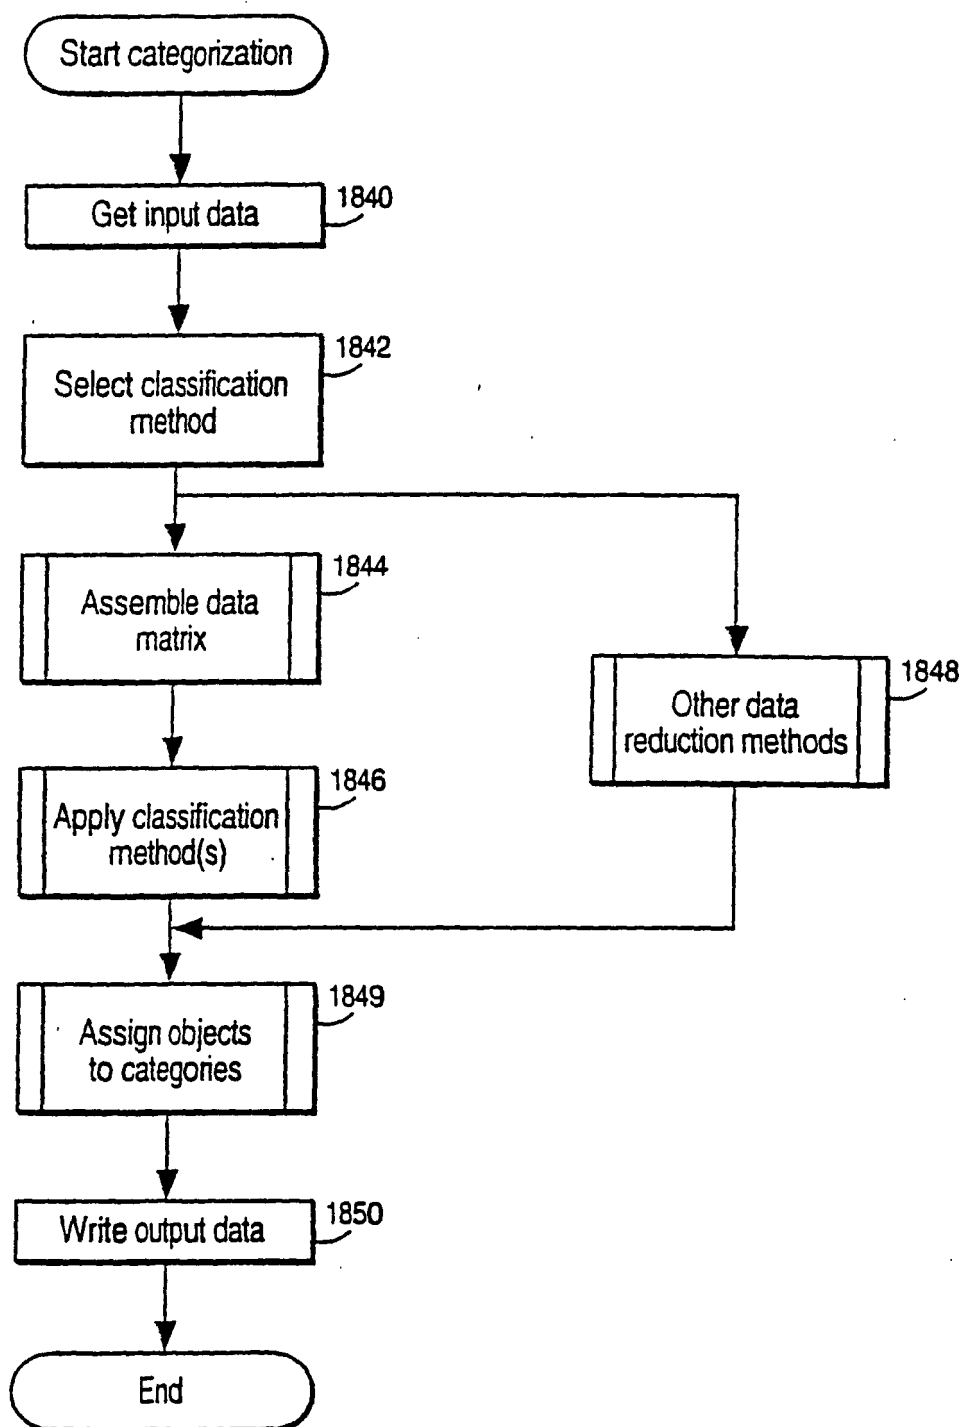 Start categorization
Get input data
1840
Select classification
method
1842
Assemble data
matrix
1844
Other data
reduction methods
1848
Apply classification
method(s)
1846
Assign objects
to categories
1849
Write output data
1850
End